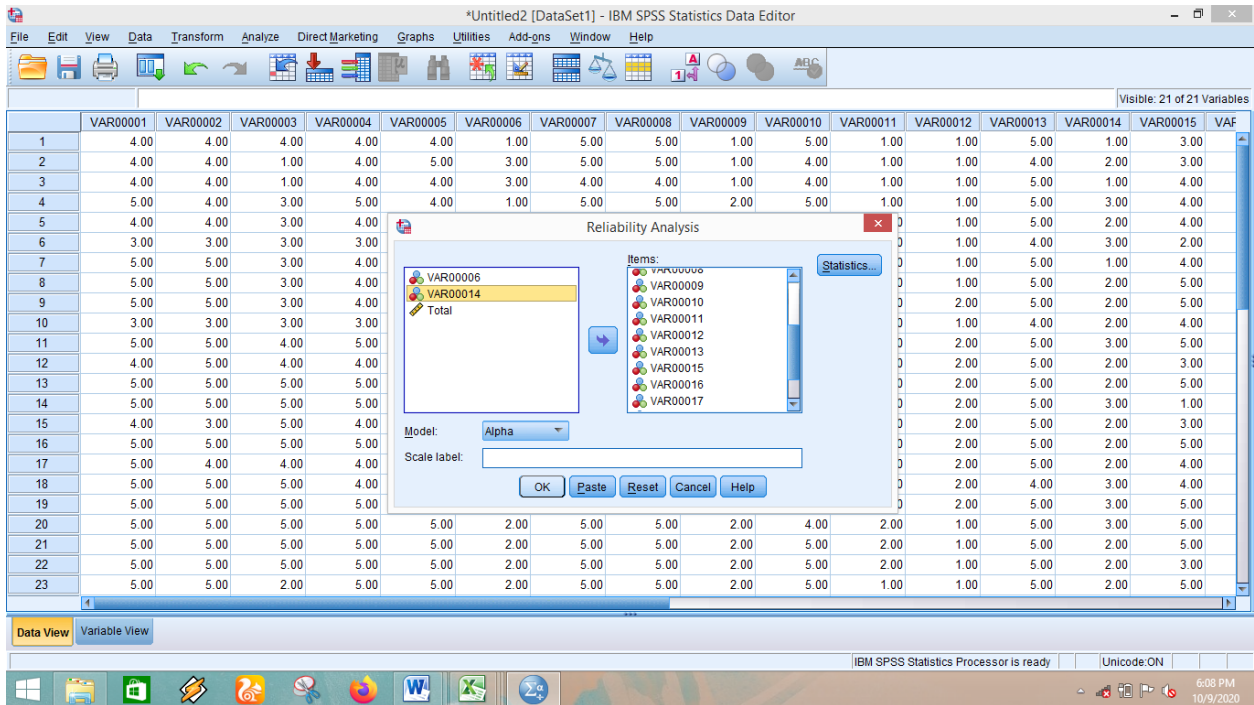 *Untitled2 [DataSet1] - IBM SPSS Statistics Data Editor
File Edit View Data Transform Analyze Direct Marketing Graphs Utilities Add-ons Window Help
Visible: 21 of 21 Variables
VAR00001 VAR00002 VAR00003 VAR00004 VAR00005 VAR00006 VAR00007 VAR00008 VAR00009 VAR00010 VAR00011 VAR00012 VAR00013 VAR00014 VAR00015 VAR
1 4.00 4.00 4.00 4.00 4.00 1.00 5.00 5.00 1.00 5.00 1.00 1.00 5.00 1.00 3.00
2 4.00 4.00 1.00 4.00 5.00 3.00 5.00 5.00 1.00 4.00 1.00 1.00 4.00 2.00 3.00
3 4.00 4.00 1.00 4.00 4.00 3.00 4.00 4.00 1.00 4.00 1.00 1.00 5.00 1.00 4.00
4 5.00 4.00 3.00 5.00 4.00 1.00 5.00 5.00 2.00 5.00 1.00 1.00 5.00 3.00 4.00
5 4.00 4.00 3.00 4.00 1.00 5.00 2.00 4.00
6 3.00 3.00 3.00 3.00 1.00 4.00 3.00 2.00
7 5.00 5.00 3.00 4.00 1.00 5.00 1.00 4.00
8 5.00 5.00 3.00 4.00 1.00 5.00 2.00 5.00
9 5.00 5.00 3.00 4.00 2.00 5.00 2.00 5.00
10 3.00 3.00 3.00 3.00 1.00 4.00 2.00 4.00
11 5.00 5.00 4.00 5.00 2.00 5.00 3.00 5.00
12 4.00 5.00 4.00 4.00 2.00 5.00 2.00 3.00
13 5.00 5.00 5.00 5.00 2.00 5.00 2.00 5.00
14 5.00 5.00 5.00 5.00 2.00 5.00 3.00 1.00
15 4.00 3.00 5.00 4.00 2.00 5.00 2.00 3.00
16 5.00 5.00 5.00 5.00 2.00 5.00 2.00 5.00
17 5.00 4.00 4.00 4.00 2.00 5.00 2.00 4.00
18 5.00 5.00 5.00 4.00 2.00 4.00 3.00 4.00
19 5.00 5.00 5.00 5.00 2.00 5.00 3.00 5.00
20 5.00 5.00 5.00 5.00 5.00 2.00 5.00 5.00 2.00 4.00 2.00 1.00 5.00 3.00 5.00
21 5.00 5.00 5.00 5.00 5.00 2.00 5.00 5.00 2.00 5.00 2.00 1.00 5.00 2.00 5.00
22 5.00 5.00 5.00 5.00 5.00 2.00 5.00 5.00 2.00 5.00 2.00 1.00 5.00 2.00 3.00
23 5.00 5.00 2.00 5.00 5.00 2.00 5.00 5.00 2.00 5.00 1.00 1.00 5.00 2.00 5.00
Reliability Analysis
VAR00006
VAR00014
Total
Items:
VAR00008
VAR00009
VAR00010
VAR00011
VAR00012
VAR00013
VAR00015
VAR00016
VAR00017
Statistics...
Model: Alpha
Scale label:
OK Paste Reset Cancel Help
Data View Variable View
IBM SPSS Statistics Processor is ready Unicode:ON
6:08 PM
10/9/2020